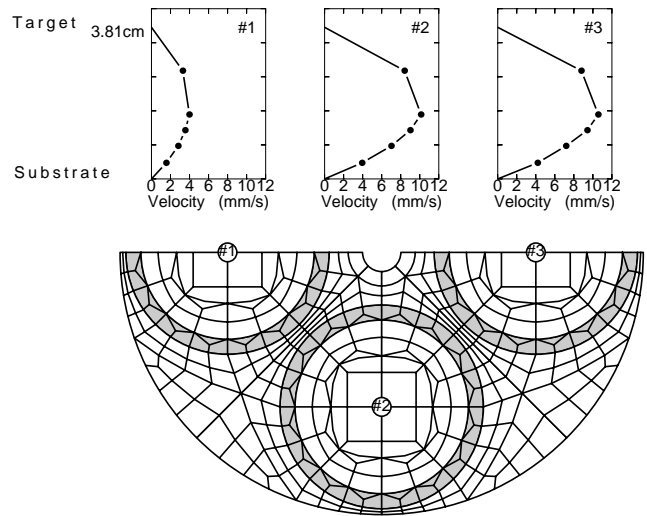 Target
3.81cm
#1
#2
#3
Substrate
0 2 4 6 8 10 12
0 2 4 6 8 10 12
0 2 4 6 8 10 12
Velocity (mm/s)
Velocity (mm/s)
Velocity (mm/s)
#1
#3
#2